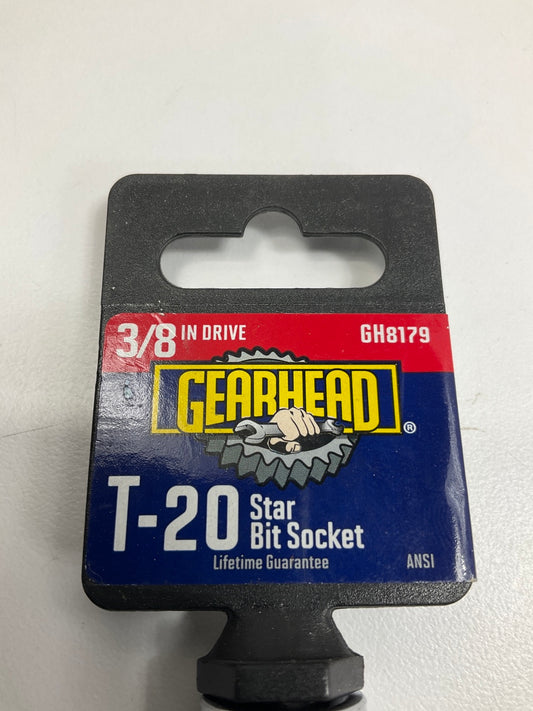 3/8 IN DRIVE GH8179
GEARHEAD®
T-20 Star
Bit Socket
Lifetime Guarantee ANSI